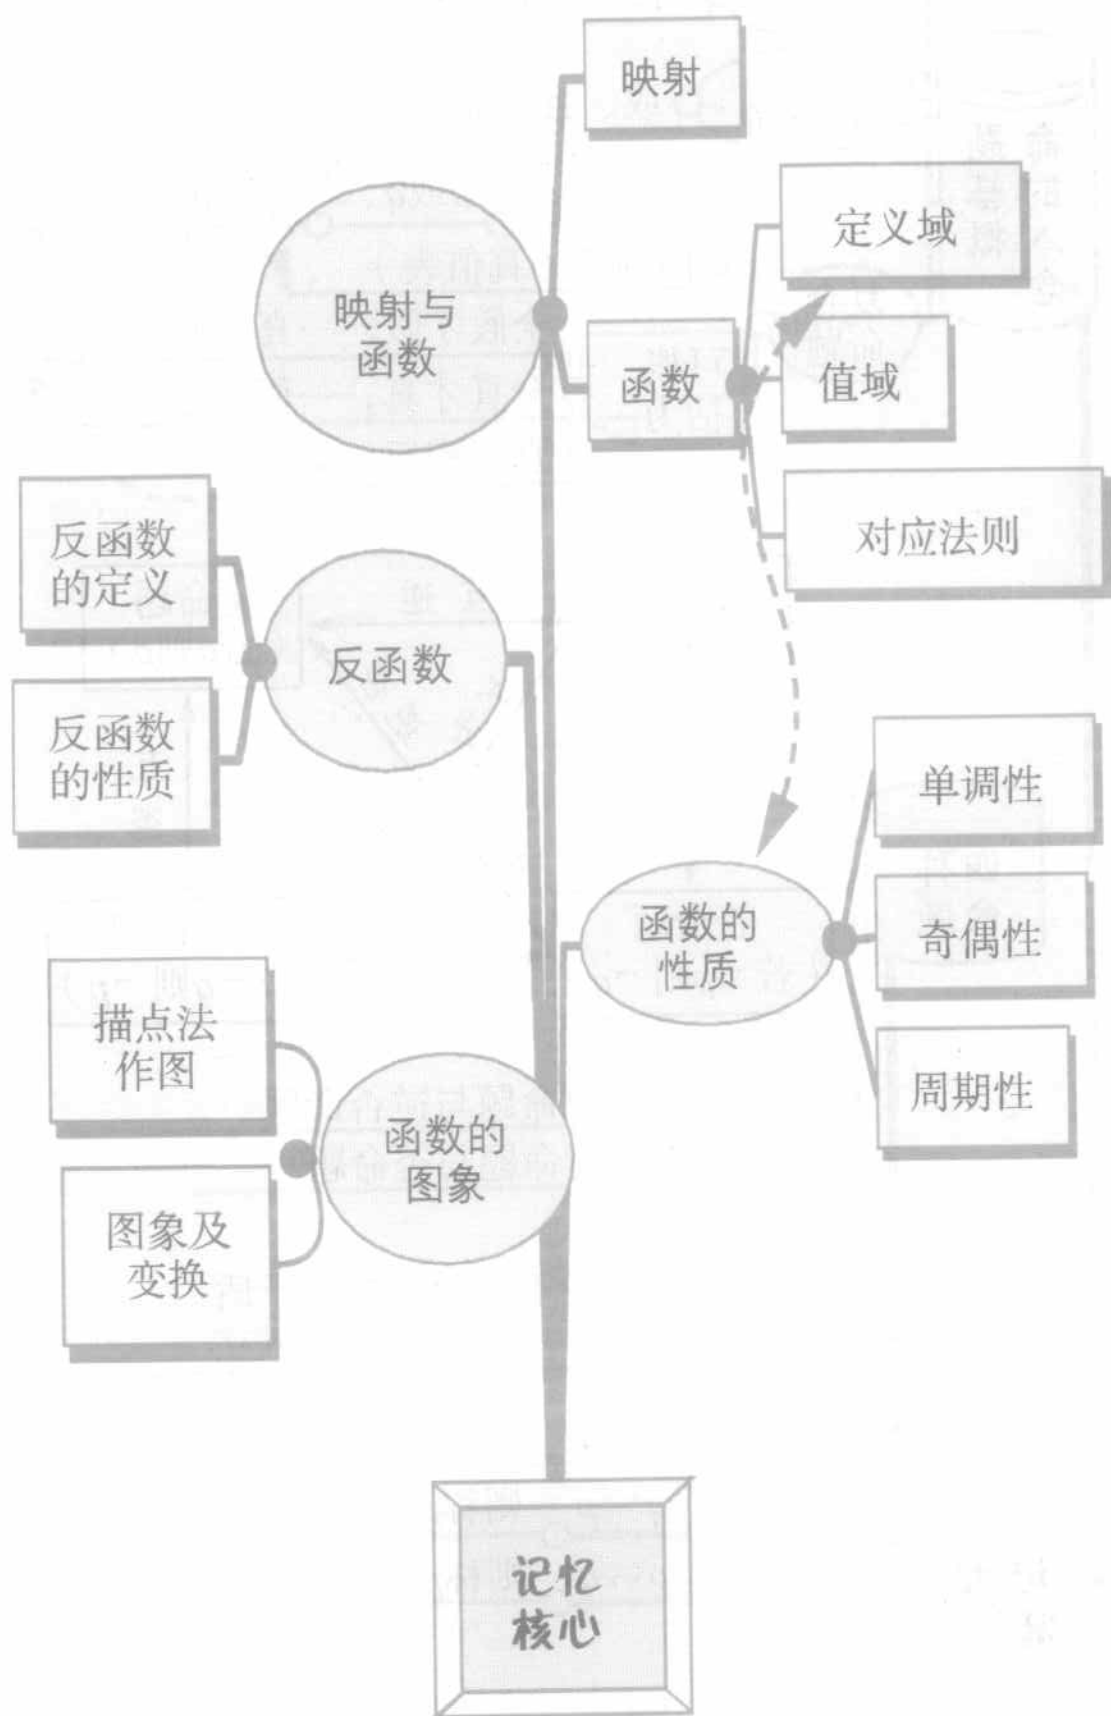 映射
定义域
映射与
函数
函数
值域
对应法则
反函数
的定义
反函数
反函数
的性质
单调性
函数的
性质
奇偶性
描点法
作图
周期性
函数的
图象
图象及
变换
记忆
核心